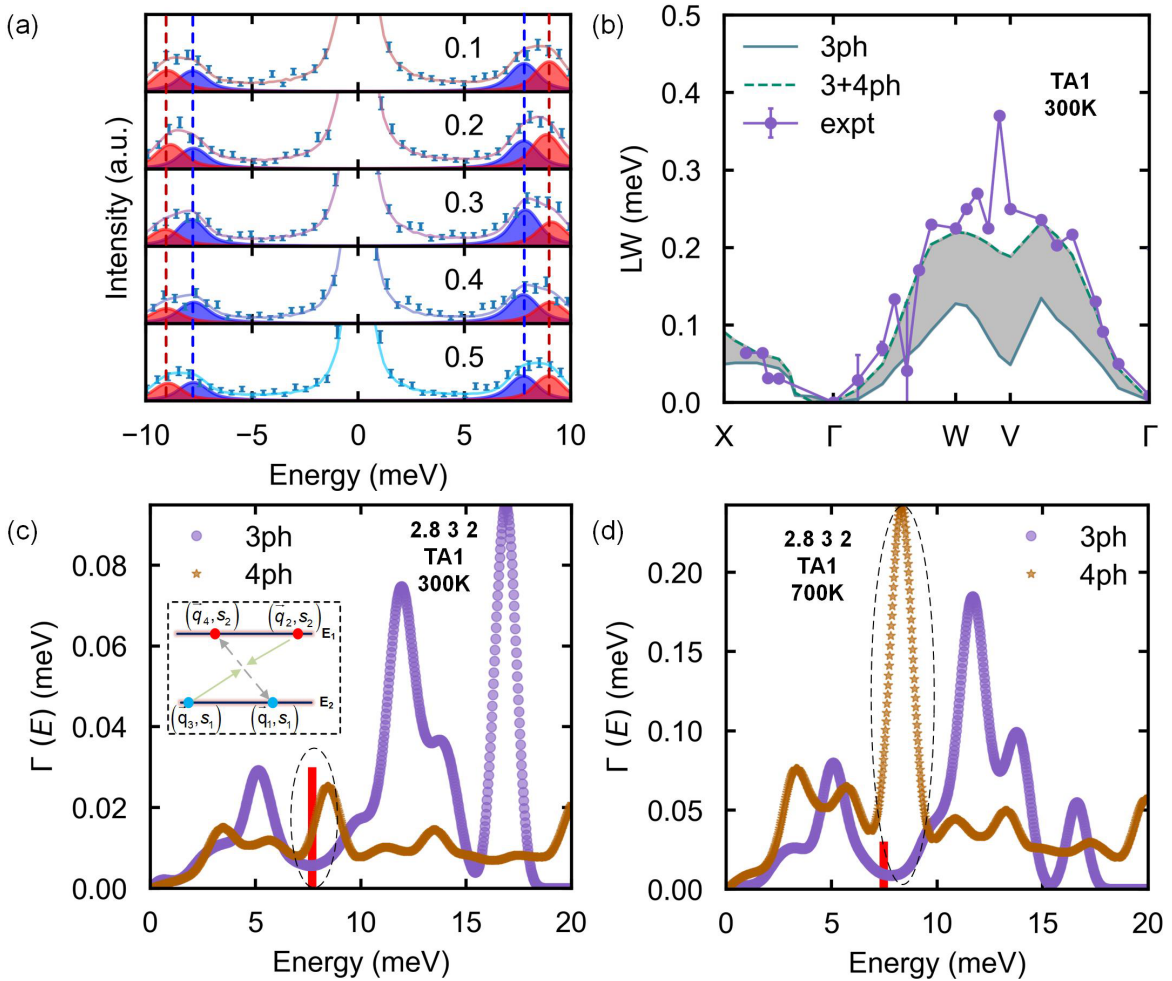 (a)
0.1
0.2
0.3
0.4
0.5
Intensity (a.u.)
−10 −5 0 5 10
Energy (meV)
(b)
0.5
0.4
0.3
0.2
0.1
0.0
LW (meV)
3ph
3+4ph
expt
TA1
300K
X Γ W V Γ
(c)
0.08
0.06
0.04
0.02
0.00
Γ (E) (meV)
3ph
4ph
2.8 3 2
TA1
300K
(q̄₄, s₂) (q̄₂, s₂)
E₁
E₂
(q̄₃, s₁) (q̄₁, s₁)
0 5 10 15 20
Energy (meV)
(d)
0.20
0.15
0.10
0.05
0.00
Γ (E) (meV)
2.8 3 2
TA1
700K
3ph
4ph
0 5 10 15 20
Energy (meV)